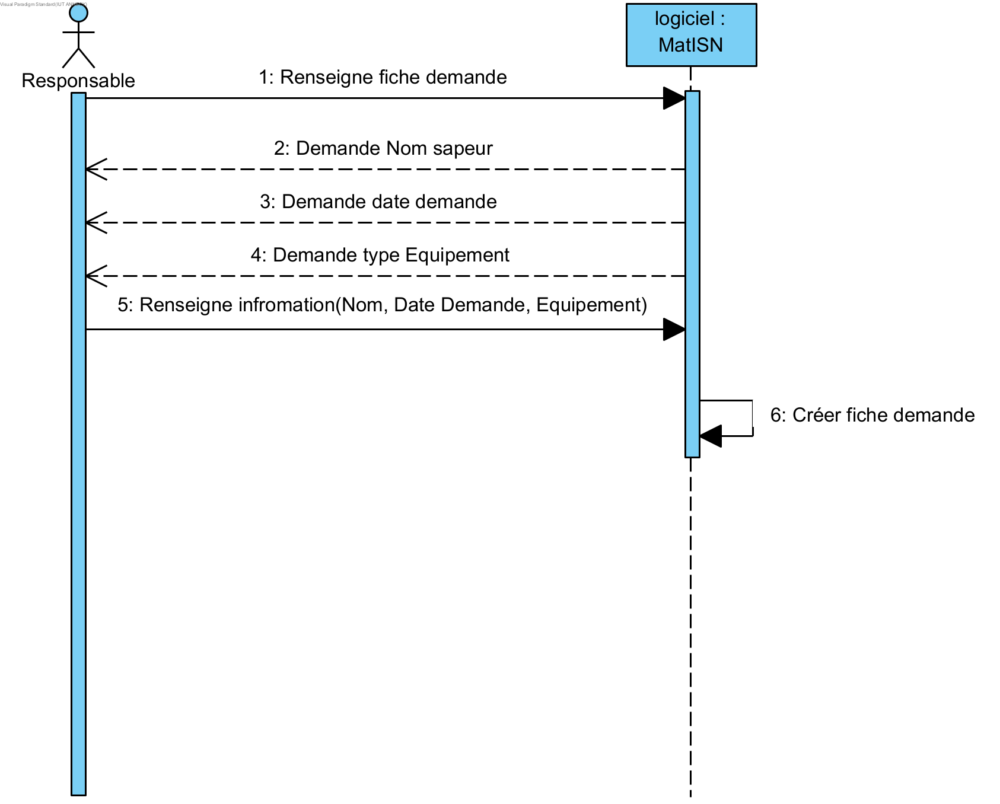 Visual Paradigm Standard(IUT ANNECY)
logiciel :
MatISN
Responsable
1: Renseigne fiche demande
2: Demande Nom sapeur
3: Demande date demande
4: Demande type Equipement
5: Renseigne infromation(Nom, Date Demande, Equipement)
6: Créer fiche demande